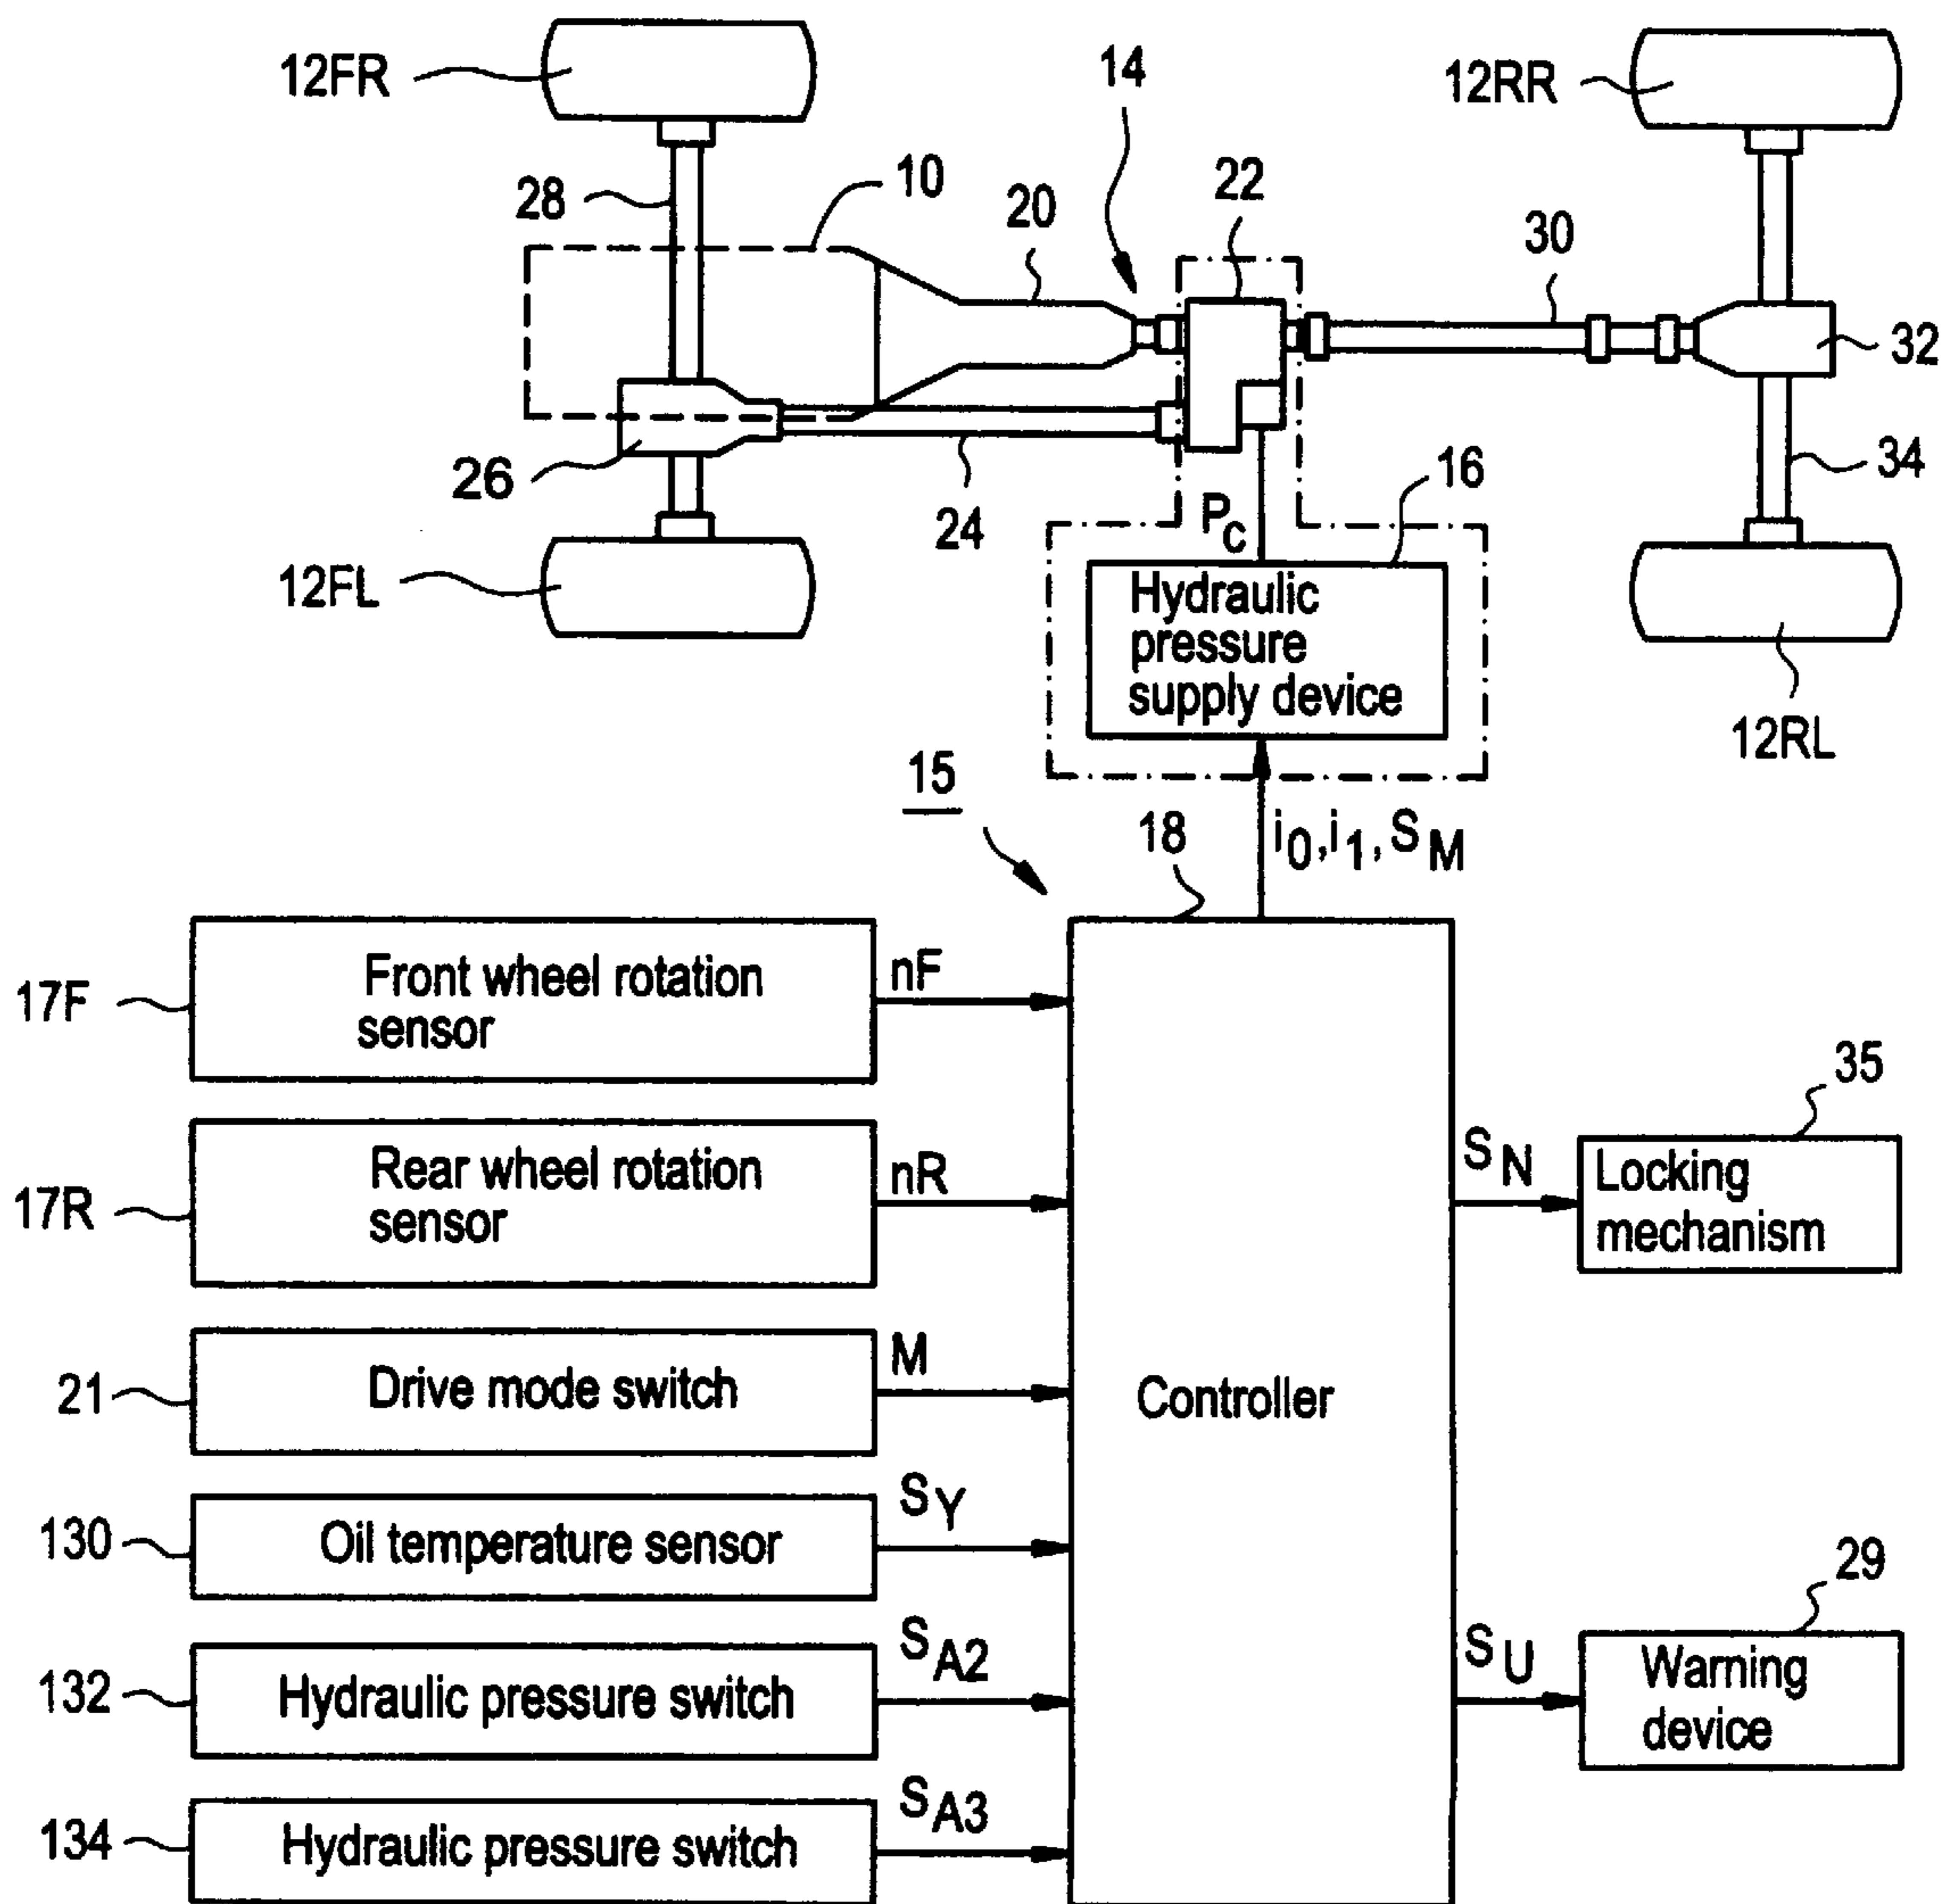 12FR
14
12RR
28
10
20
22
30
32
26
24
16
34
12FL
PC
Hydraulic
pressure
supply device
12RL
15
18
i0,i1,SM
17F
Front wheel rotation
sensor
nF
17R
Rear wheel rotation
sensor
nR
21
Drive mode switch
M
130
Oil temperature sensor
SY
132
Hydraulic pressure switch
SA2
134
Hydraulic pressure switch
SA3
Controller
35
SN
Locking
mechanism
29
SU
Warning
device